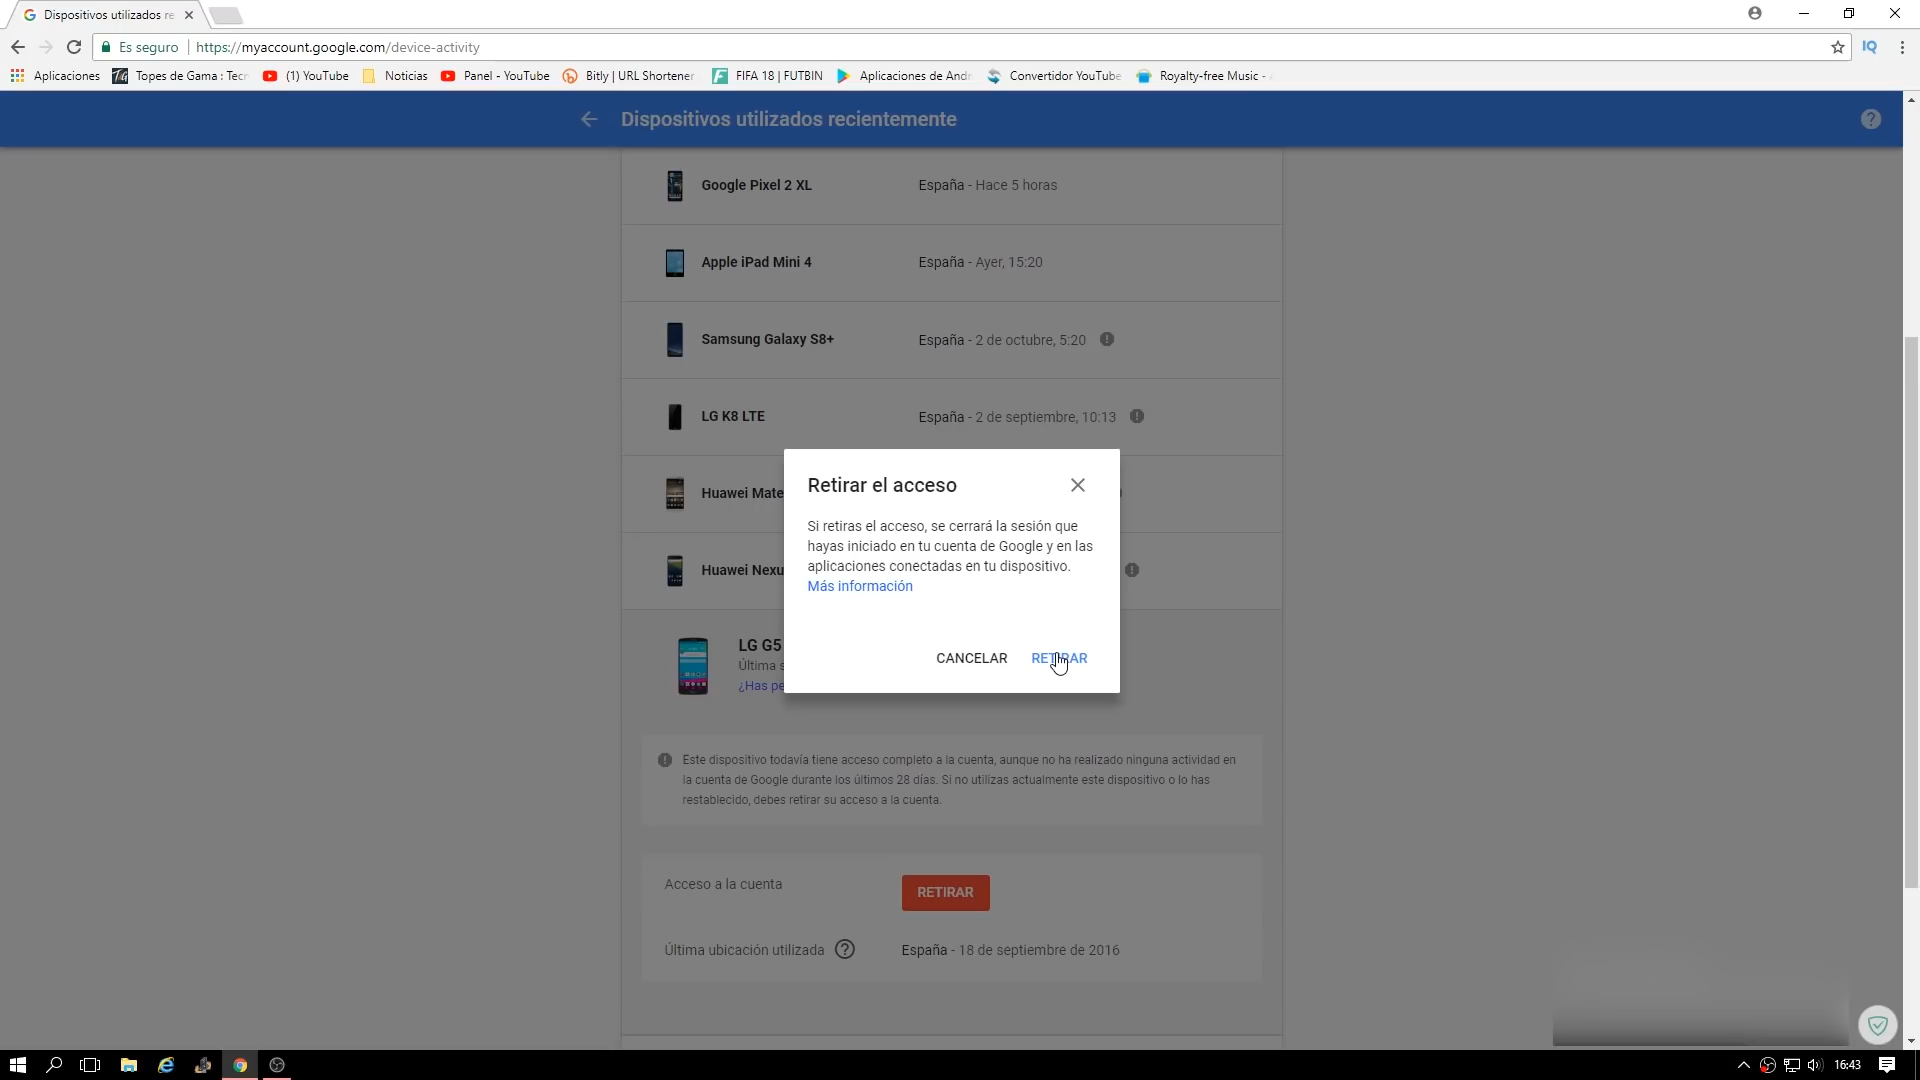 Dispositivos utilizados re
Es seguro
https://myaccount.google.com/device-activity
IQ
Aplicaciones
Topes de Gama : Tecn
(1) YouTube
Noticias
Panel - YouTube
Bitly | URL Shortener
FIFA 18 | FUTBIN
Aplicaciones de And
Convertidor YouTube
Royalty-free Music -
Dispositivos utilizados recientemente
Google Pixel 2 XL España - Hace 5 horas
Apple iPad Mini 4 España - Ayer, 15:20
Samsung Galaxy S8+ España - 2 de octubre, 5:20
LG K8 LTE España - 2 de septiembre, 10:13
Huawei Mate
Huawei Nexu
Retirar el acceso
Si retiras el acceso, se cerrará la sesión que
hayas iniciado en tu cuenta de Google y en las
aplicaciones conectadas en tu dispositivo.
Más información
CANCELAR RETIRAR
LG G5
Última s
¿Has pe
Este dispositivo todavía tiene acceso completo a la cuenta, aunque no ha realizado ninguna actividad en
la cuenta de Google durante los últimos 28 días. Si no utilizas actualmente este dispositivo o lo has
restablecido, debes retirar su acceso a la cuenta.
Acceso a la cuenta RETIRAR
Última ubicación utilizada España - 18 de septiembre de 2016
16:43